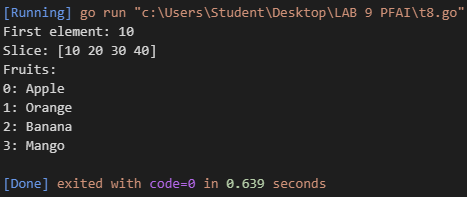 [Running] go run "c:\Users\Student\Desktop\LAB 9 PFAI\t8.go"
First element: 10
Slice: [10 20 30 40]
Fruits:
0: Apple
1: Orange
2: Banana
3: Mango
[Done] exited with code=0 in 0.639 seconds